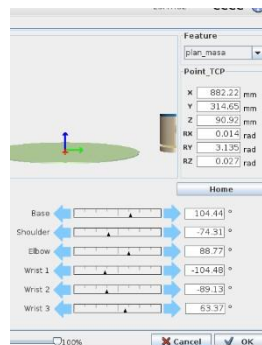 Feature
plan_masa
Point_TCP
X 882.22 mm
Y 314.65 mm
Z 90.92 mm
RX 0.014 rad
RY 3.135 rad
RZ 0.027 rad
Home
Base 104.44 °
Shoulder -74.31 °
Elbow 88.77 °
Wrist 1 -104.48 °
Wrist 2 -89.13 °
Wrist 3 63.37 °
100%
Cancel
OK